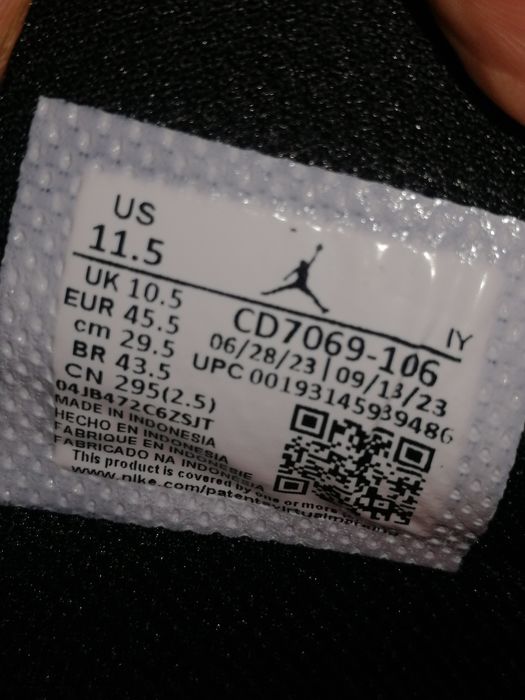 US
11.5
UK 10.5
EUR 45.5
cm 29.5
BR 43.5
CN 295(2.5)
IY
CD7069-106
06/28/23 | 09/13/23
UPC 00193145939486
04JB472C6ZSJT
MADE IN INDONESIA
HECHO EN INDONESIA
FABRIQUE EN INDONESIE
FABRICADO NA INDONESIA
This product is covered by one or more
www.nike.com/patents